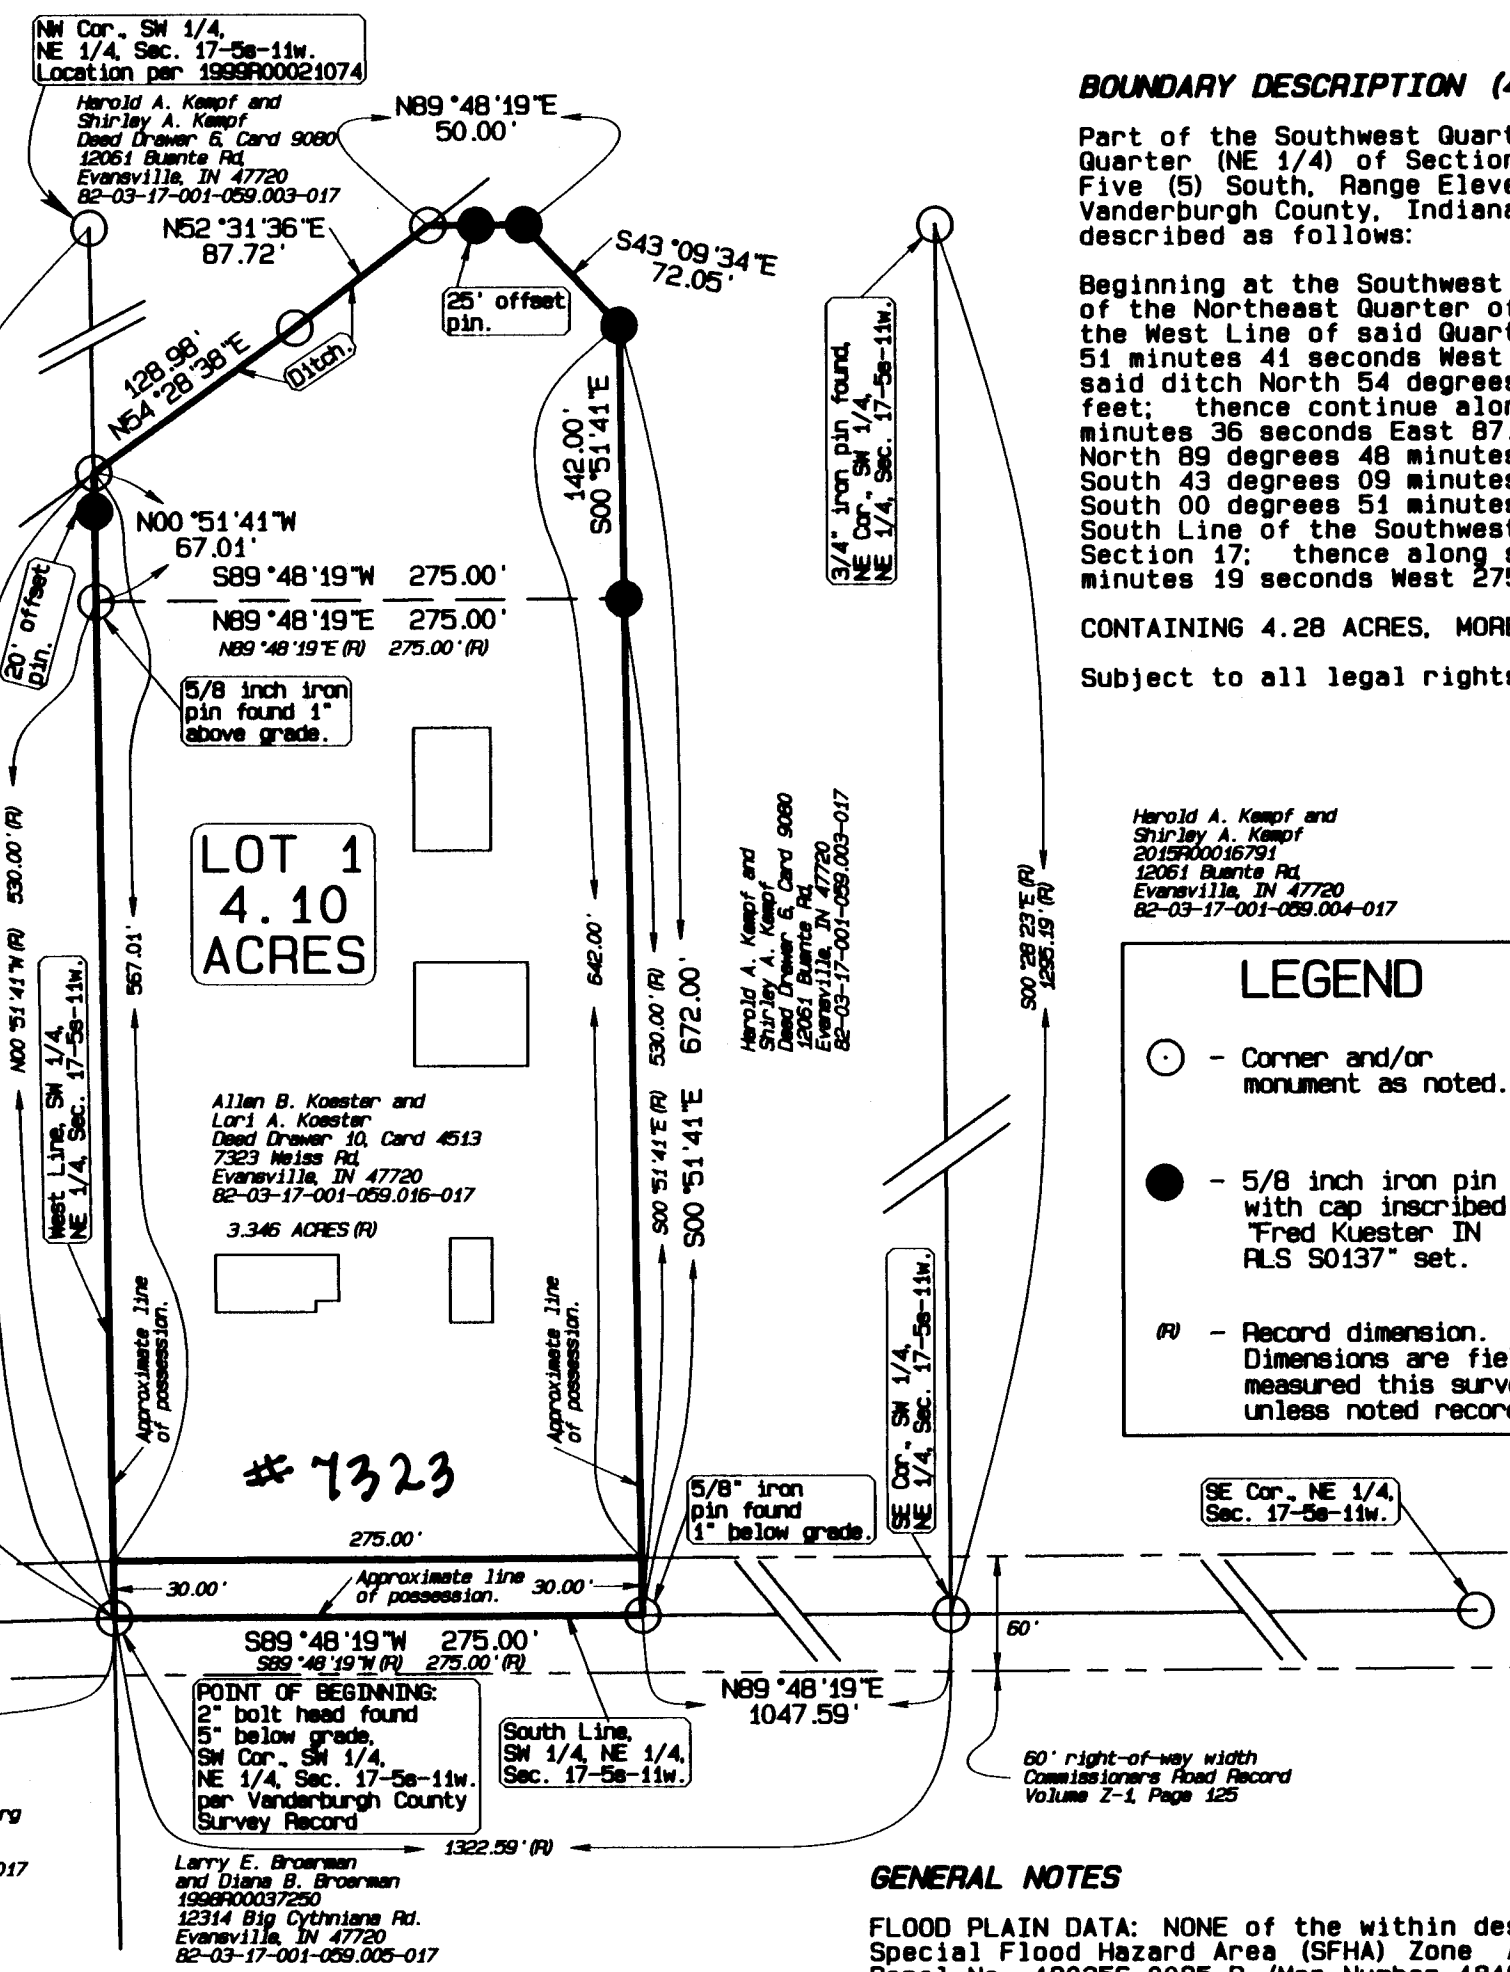 NW Cor., SW 1/4,
NE 1/4, Sec. 17-5s-11w.
Location per 1999R00021074
Harold A. Kempf and
Shirley A. Kempf
Deed Drawer 6, Card 9080
12061 Buente Rd,
Evansville, IN 47720
82-03-17-001-059.003-017
N89°48'19"E
50.00'
N52°31'36"E
87.72'
S43°09'34"E
72.05'
25' offset
pin.
128.98'
N54°28'38"E
Ditch.
142.00'
S00°51'41"E
3/4" iron pin found,
NE Cor., SW 1/4,
NE 1/4, Sec. 17-5s-11w.
N00°51'41"W
67.01'
20' offset
pin.
S89°48'19"W 275.00'
N89°48'19"E 275.00'
N89°48'19"E (R) 275.00' (R)
5/8 inch iron
pin found 1"
above grade.
LOT 1
4.10
ACRES
N00°51'41"W (R) 530.00' (R)
567.01'
642.00'
S00°51'41"E (R) 530.00' (R)
S00°51'41"E 672.00'
Harold A. Kempf and
Shirley A. Kempf
Deed Drawer 6, Card 9080
12061 Buente Rd,
Evansville, IN 47720
82-03-17-001-059.003-017
S00°28'23"E (R)
1295.19' (R)
West Line, SW 1/4,
NE 1/4, Sec. 17-5s-11w.
Allen B. Koester and
Lori A. Koester
Deed Drawer 10, Card 4513
7323 Weiss Rd,
Evansville, IN 47720
82-03-17-001-059.016-017
3.346 ACRES (R)
Approximate line
of possession.
Approximate line
of possession.
# 7323
SE Cor., SW 1/4,
NE 1/4, Sec. 17-5s-11w.
5/8" iron
pin found
1" below grade.
275.00'
30.00'
Approximate line
of possession.
30.00'
S89°48'19"W 275.00'
S89°48'19"W (R) 275.00' (R)
POINT OF BEGINNING:
2" bolt head found
5" below grade,
SW Cor., SW 1/4,
NE 1/4, Sec. 17-5s-11w.
per Vanderburgh County
Survey Record
South Line,
SW 1/4, NE 1/4,
Sec. 17-5s-11w.
N89°48'19"E
1047.59'
60'
SE Cor., NE 1/4,
Sec. 17-5s-11w.
60' right-of-way width
Commissioners Road Record
Volume Z-1, Page 125
1322.59' (R)
Larry E. Broerman
and Diana B. Broerman
1998R00037250
12314 Big Cythniana Rd.
Evansville, IN 47720
82-03-17-001-059.005-017
rg
017
BOUNDARY DESCRIPTION (4
Part of the Southwest Quart
Quarter (NE 1/4) of Section
Five (5) South, Range Eleve
Vanderburgh County, Indiana
described as follows:
Beginning at the Southwest
of the Northeast Quarter of
the West Line of said Quart
51 minutes 41 seconds West
said ditch North 54 degrees
feet; thence continue alon
minutes 36 seconds East 87.
North 89 degrees 48 minutes
South 43 degrees 09 minutes
South 00 degrees 51 minutes
South Line of the Southwest
Section 17; thence along s
minutes 19 seconds West 275
CONTAINING 4.28 ACRES, MORE
Subject to all legal rights
Harold A. Kempf and
Shirley A. Kempf
2015R00016791
12061 Buente Rd,
Evansville, IN 47720
82-03-17-001-059.004-017
LEGEND
- Corner and/or
monument as noted.
- 5/8 inch iron pin
with cap inscribed
"Fred Kuester IN
RLS S0137" set.
(R) - Record dimension.
Dimensions are fiel
measured this surve
unless noted record
GENERAL NOTES
FLOOD PLAIN DATA: NONE of the within des
Special Flood Hazard Area (SFHA) Zone